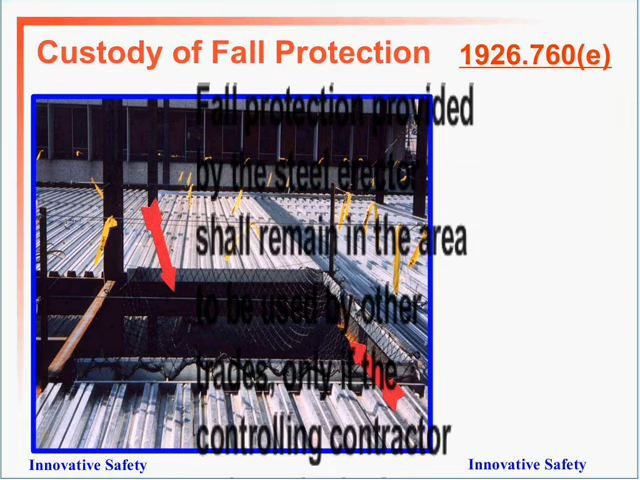 Custody of Fall Protection 1926.760(e)
Fall protection provided
by the steel erector
shall remain in the area
to be used by other
trades only if the
controlling contractor
Innovative Safety Innovative Safety